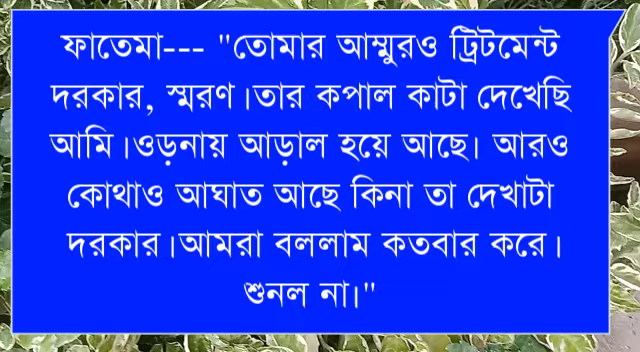 ফাতেমা--- "তোমার আম্মুরও ট্রিটমেন্ট
দরকার, স্মরণ।তার কপাল কাটা দেখেছি
আমি।ওড়নায় আড়াল হয়ে আছে। আরও
কোথাও আঘাত আছে কিনা তা দেখাটা
দরকার।আমরা বললাম কতবার করে।
শুনল না।"